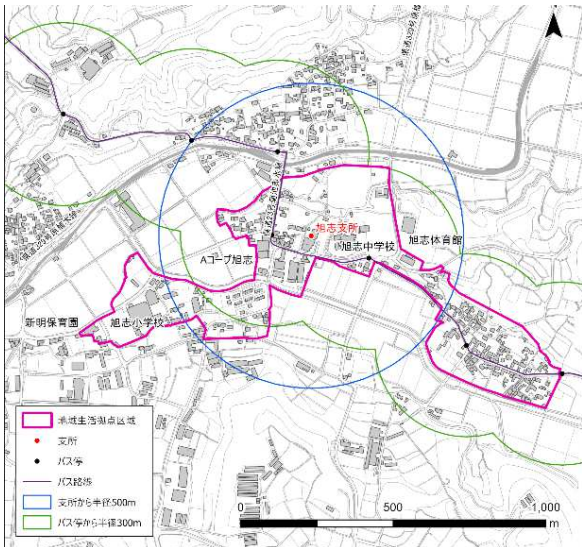 旭志支所
旭志中学校
旭志体育館
Aコープ旭志
新明保育園
旭志小学校
地域生活拠点区域
支所
バス停
バス路線
支所から半径500m
バス停から半径300m
0 500 1,000
m